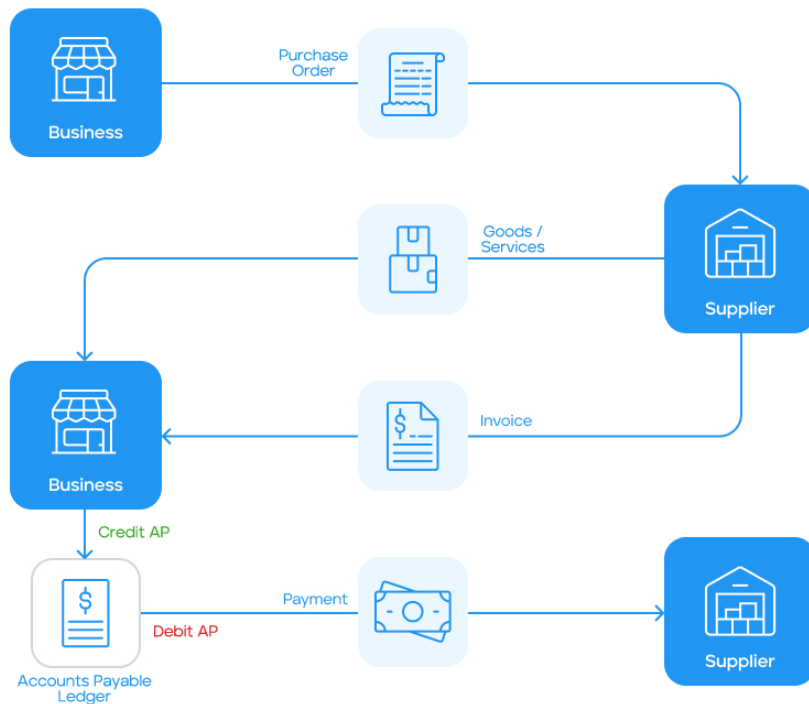 Purchase
Order
Business
Goods /
Services
Supplier
Invoice
Business
Credit AP
Payment
Debit AP
Supplier
Accounts Payable
Ledger